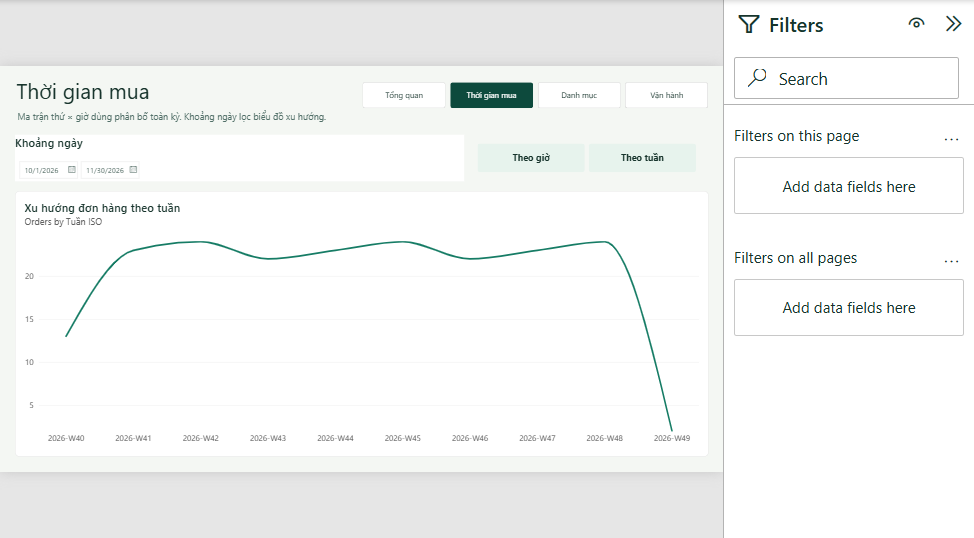 Thời gian mua
Tổng quan
Thời gian mua
Danh mục
Vận hành
Ma trận thứ × giờ dùng phân bố toàn kỳ. Khoảng ngày lọc biểu đồ xu hướng.
Khoảng ngày
10/1/2026
11/30/2026
Theo giờ
Theo tuần
Xu hướng đơn hàng theo tuần
Orders by Tuần ISO
20
15
10
5
2026-W40 2026-W41 2026-W42 2026-W43 2026-W44 2026-W45 2026-W46 2026-W47 2026-W48 2026-W49
Filters
Search
Filters on this page
...
Add data fields here
Filters on all pages
...
Add data fields here